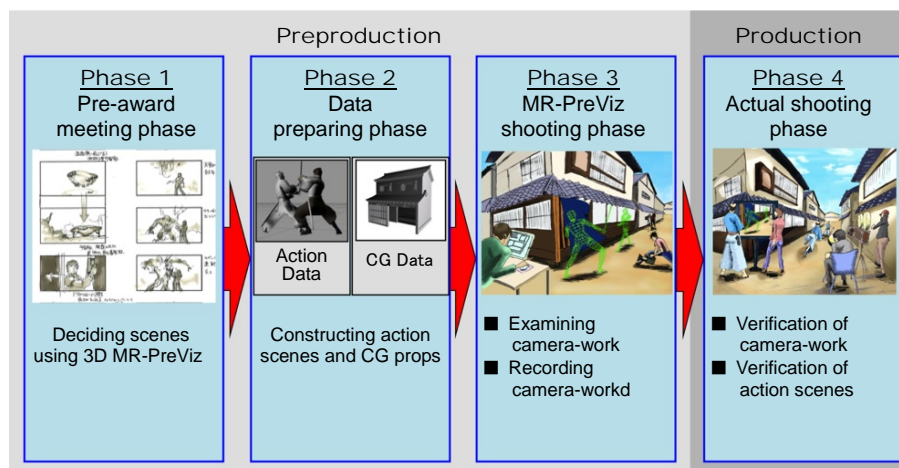 Preproduction
Production
Phase 1
Pre-award
meeting phase
Deciding scenes
using 3D MR-PreViz
Phase 2
Data
preparing phase
Action
Data
CG Data
Constructing action
scenes and CG props
Phase 3
MR-PreViz
shooting phase
■ Examining
camera-work
■ Recording
camera-workd
Phase 4
Actual shooting
phase
■ Verification of
camera-work
■ Verification of
action scenes